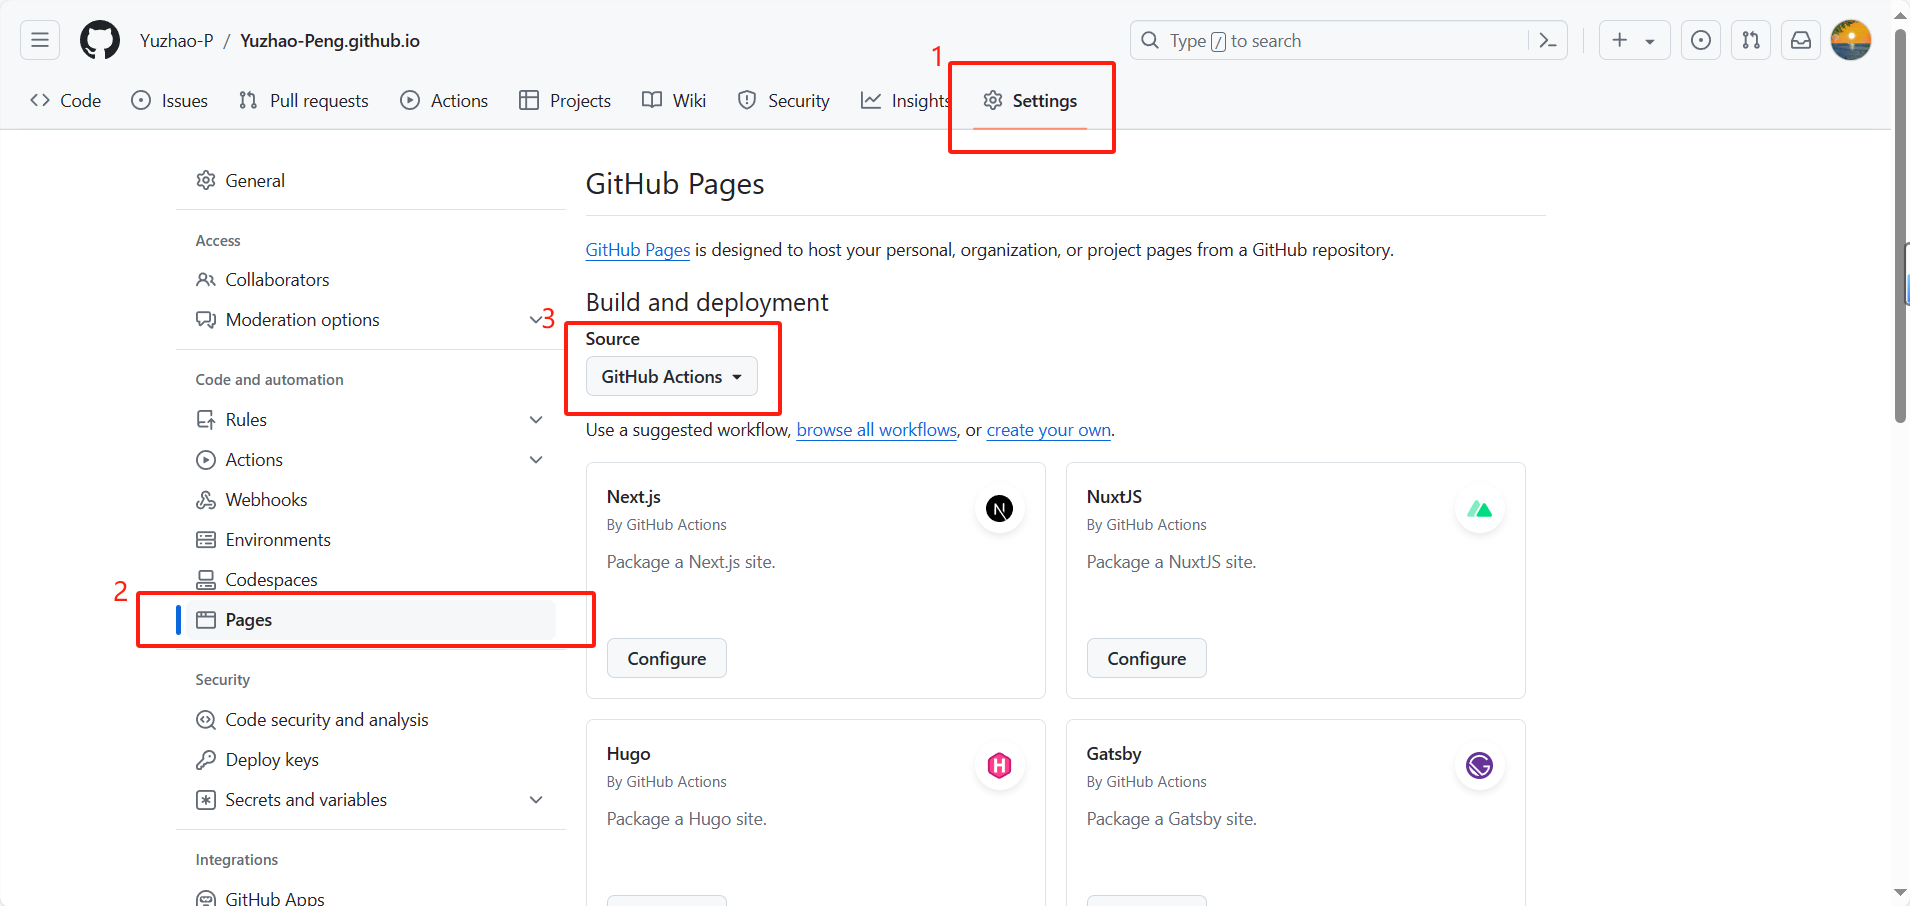 Yuzhao-P / Yuzhao-Peng.github.io
Type / to search
1
Code Issues Pull requests Actions Projects Wiki Security Insights Settings
General
Access
Collaborators
Moderation options
Code and automation
Rules
Actions
Webhooks
Environments
Codespaces
2
Pages
Security
Code security and analysis
Deploy keys
Secrets and variables
Integrations
GitHub Apps
GitHub Pages
GitHub Pages is designed to host your personal, organization, or project pages from a GitHub repository.
Build and deployment
3
Source
GitHub Actions
Use a suggested workflow, browse all workflows, or create your own.
Next.js
By GitHub Actions
Package a Next.js site.
Configure
NuxtJS
By GitHub Actions
Package a NuxtJS site.
Configure
Hugo
By GitHub Actions
Package a Hugo site.
Gatsby
By GitHub Actions
Package a Gatsby site.